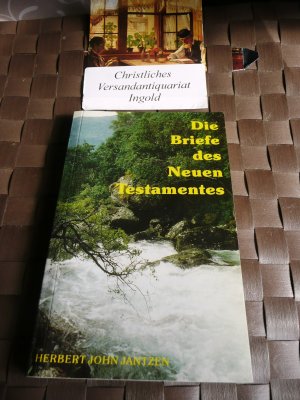 Christliches
Versandantiquariat
Ingold
Die
Briefe
des
Neuen
Testamentes
HERBERT JOHN JANTZEN